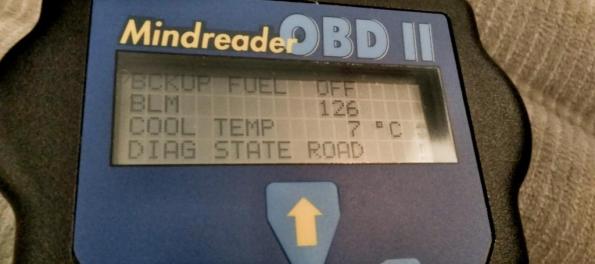 Mindreader OBD II
BCKUP FUEL OFF
BLM 126
COOL TEMP 7 °C
DIAG STATE ROAD